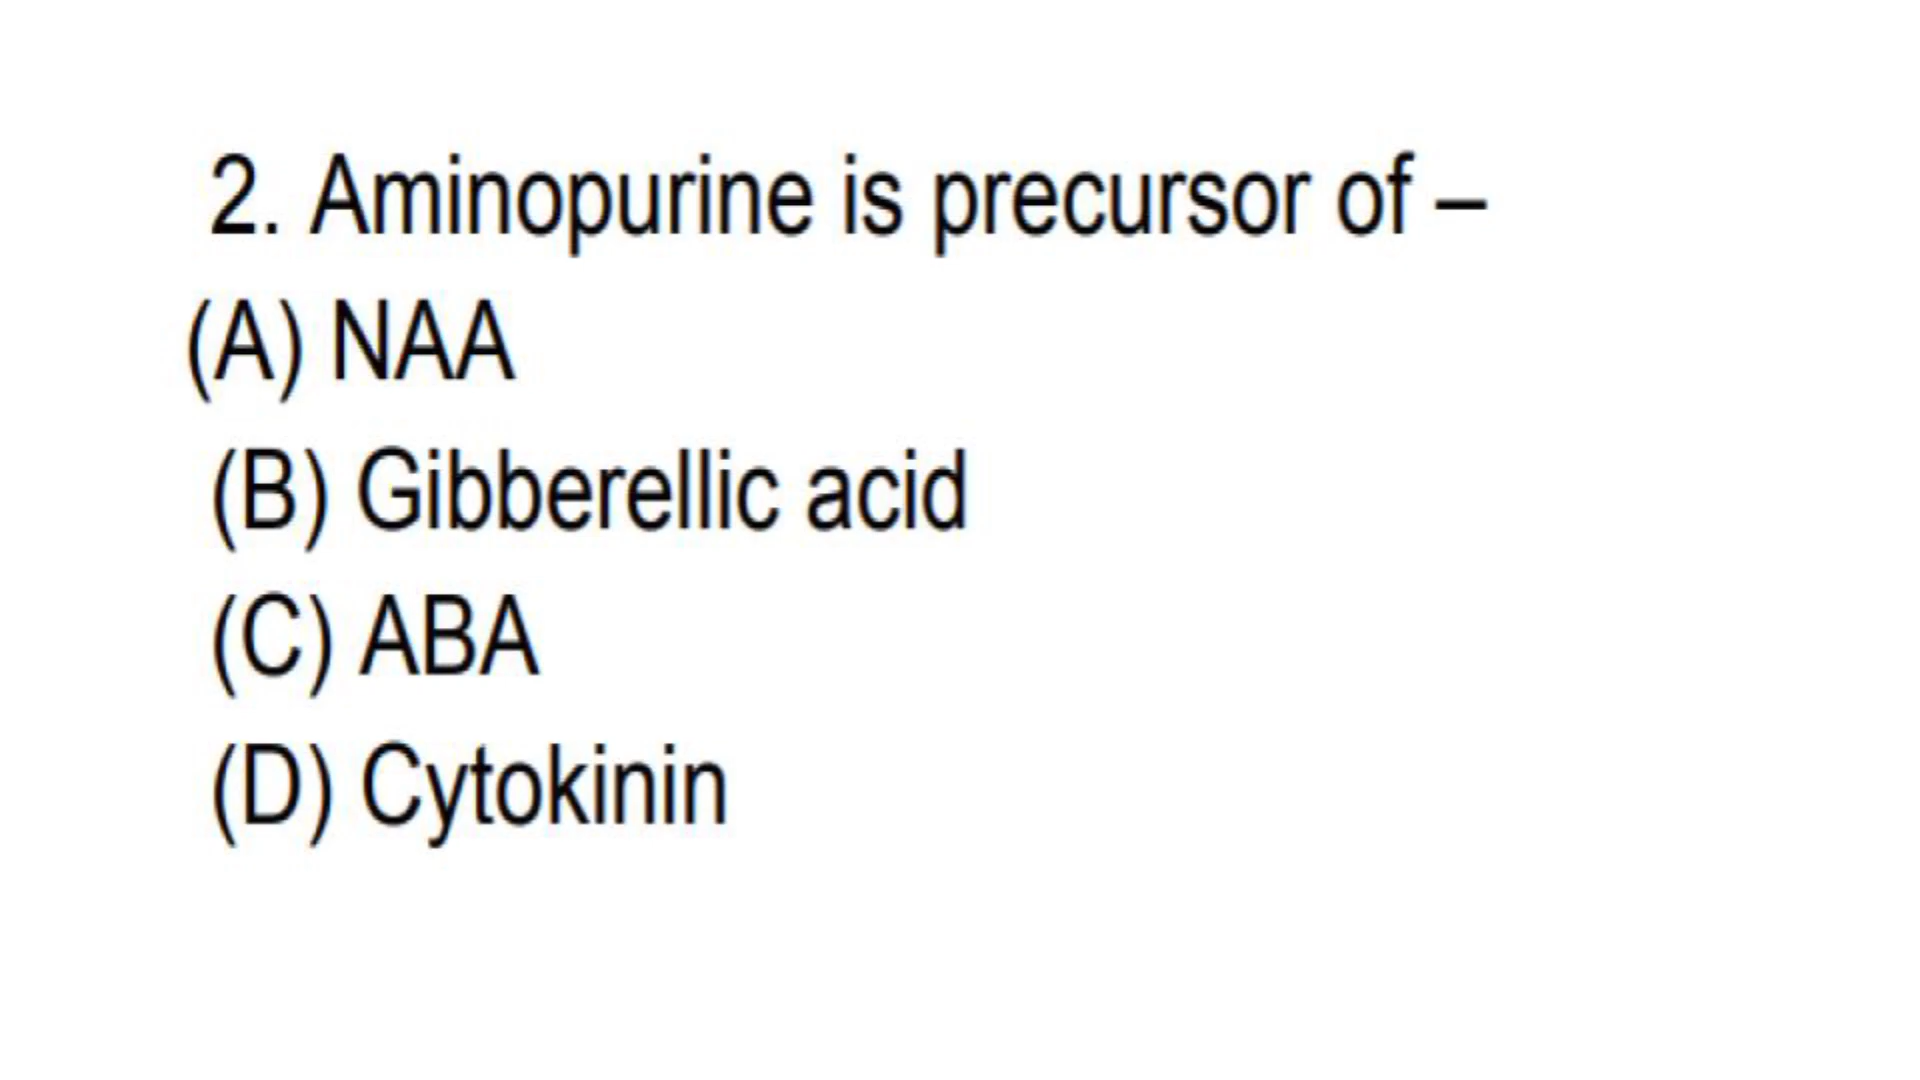 2. Aminopurine is precursor of –
(A) NAA
(B) Gibberellic acid
(C) ABA
(D) Cytokinin